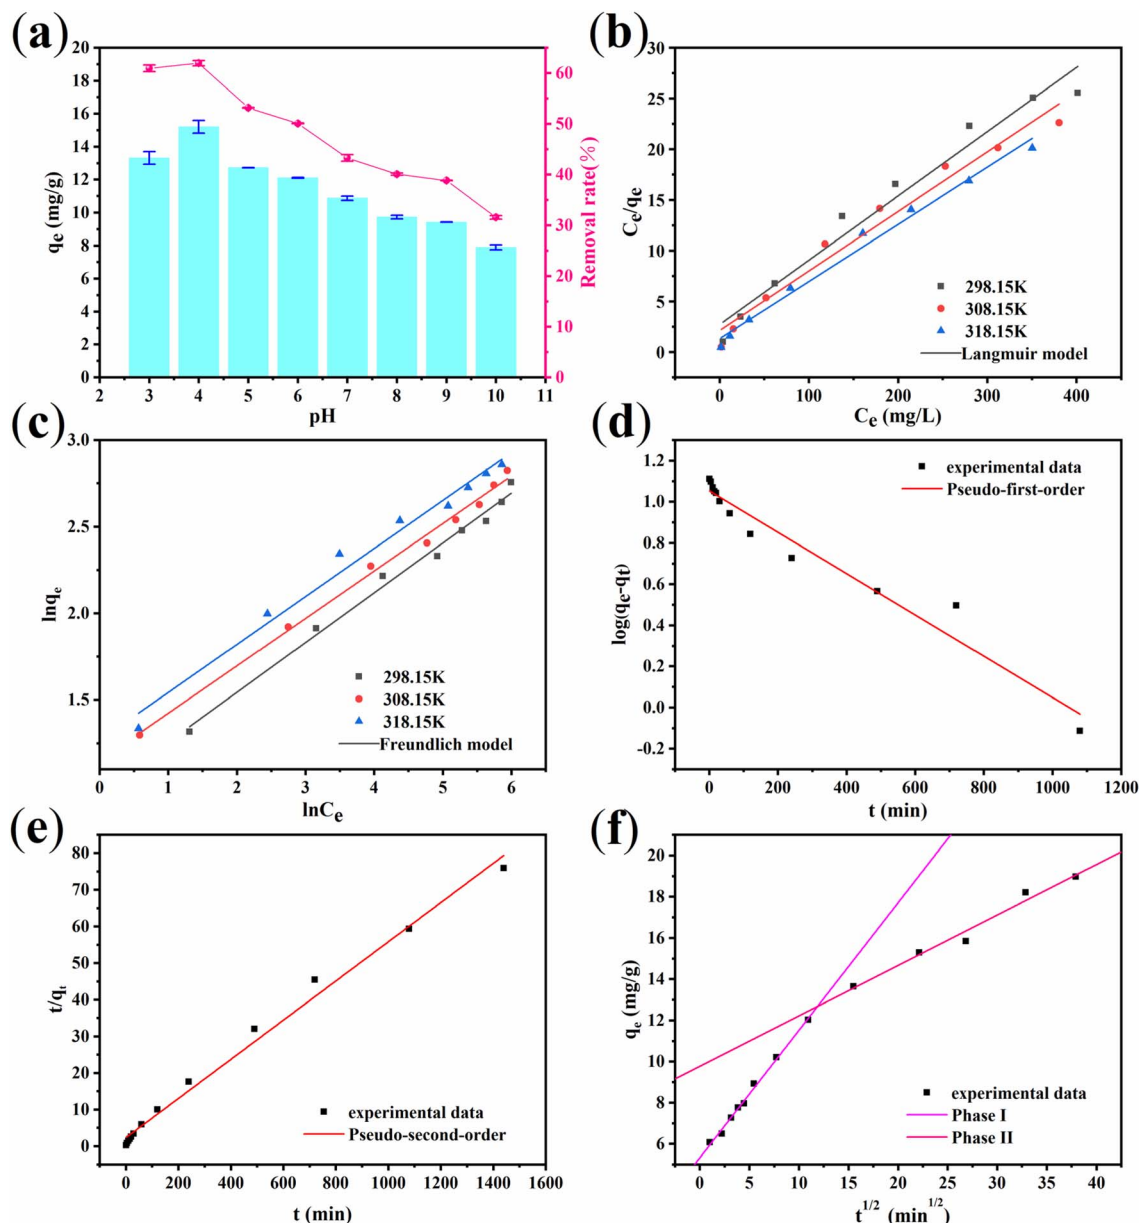 (a)
20
18
16
14
12
10
8
6
4
2
0
qe (mg/g)
60
50
40
30
20
10
0
Removal rate(%)
2 3 4 5 6 7 8 9 10 11
pH
(b)
30
25
20
15
10
5
0
Ce/qe
298.15K
308.15K
318.15K
Langmuir model
0 100 200 300 400
Ce (mg/L)
(c)
3.0
2.5
2.0
1.5
lnqe
298.15K
308.15K
318.15K
Freundlich model
0 1 2 3 4 5 6
lnCe
(d)
1.2
1.0
0.8
0.6
0.4
0.2
0.0
-0.2
log(qe-qt)
experimental data
Pseudo-first-order
0 200 400 600 800 1000 1200
t (min)
(e)
80
70
60
50
40
30
20
10
0
t/qt
experimental data
Pseudo-second-order
0 200 400 600 800 1000 1200 1400 1600
t (min)
(f)
20
18
16
14
12
10
8
6
qe (mg/g)
experimental data
Phase I
Phase II
0 5 10 15 20 25 30 35 40
t1/2 (min1/2)